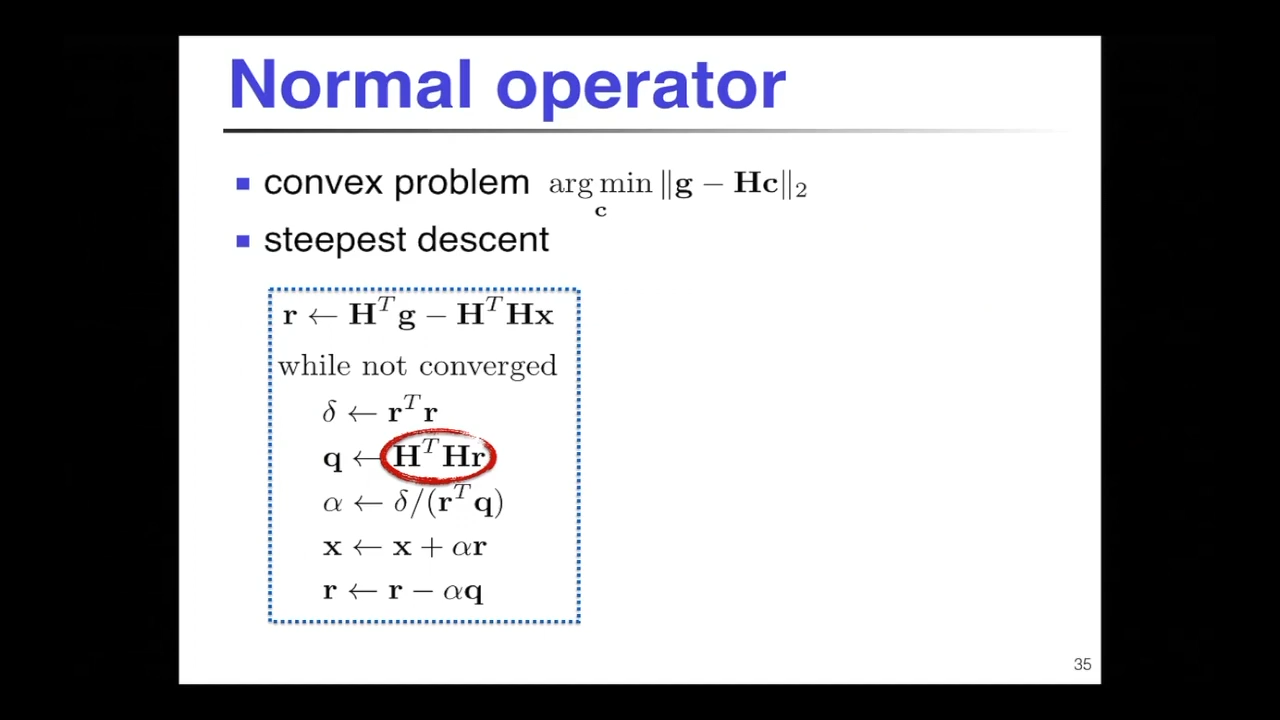 Normal operator
convex problem arg min ‖g − Hc‖₂
c
steepest descent
r ← Hᵀg − HᵀHx
while not converged
δ ← rᵀr
q ← HᵀHr
α ← δ/(rᵀq)
x ← x + αr
r ← r − αq
35